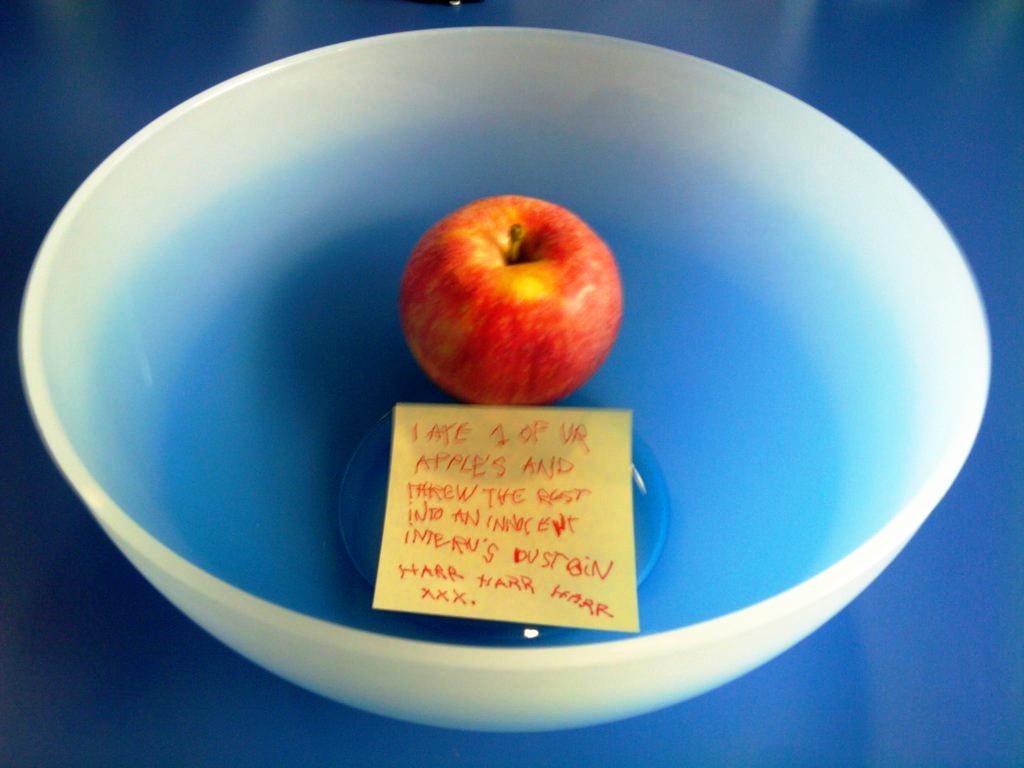 I ATE 1 OF UR
APPLE'S AND
THREW THE REST
INTO AN INNOCENT
INTERN'S DUSTBIN
HARR HARR HARR
XXX.